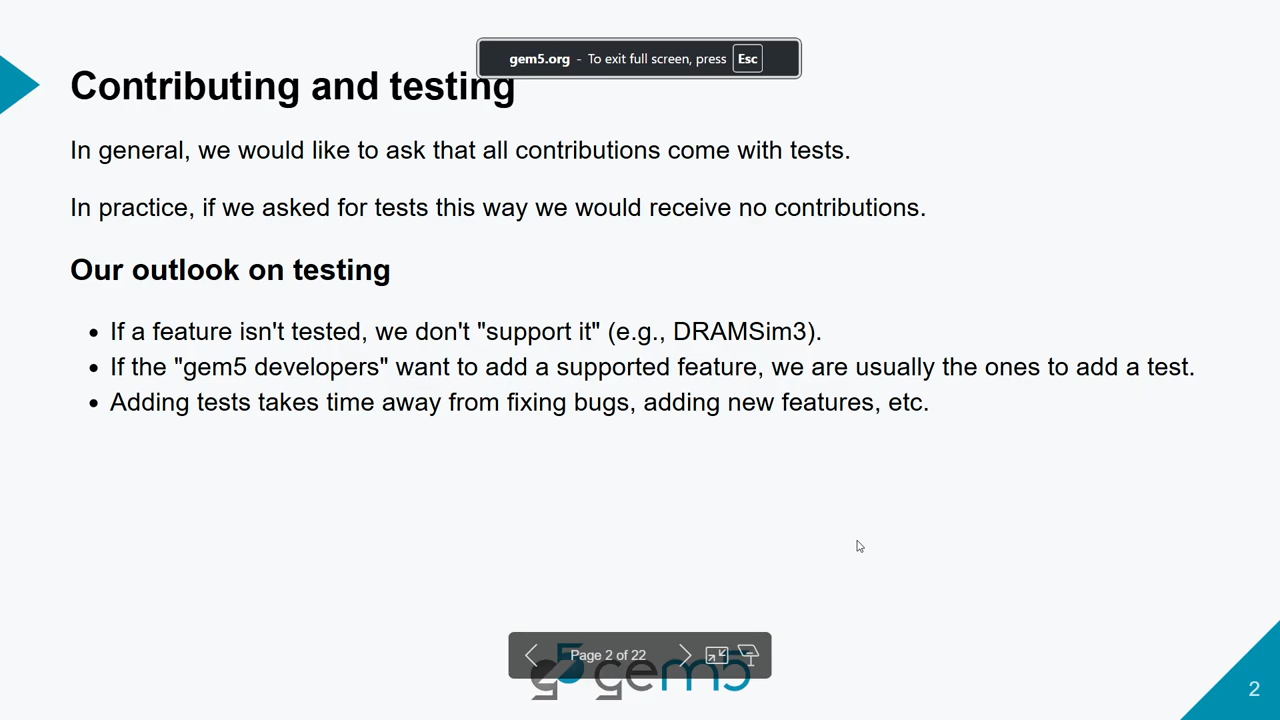 gem5.org - To exit full screen, press Esc
Contributing and testing
In general, we would like to ask that all contributions come with tests.
In practice, if we asked for tests this way we would receive no contributions.
Our outlook on testing
• If a feature isn't tested, we don't "support it" (e.g., DRAMSim3).
• If the "gem5 developers" want to add a supported feature, we are usually the ones to add a test.
• Adding tests takes time away from fixing bugs, adding new features, etc.
Page 2 of 22
gem5
2